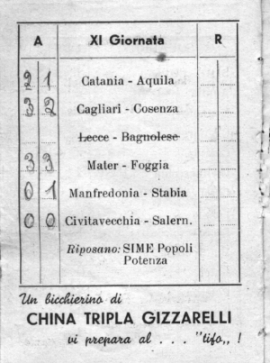 A XI Giornata R
2 1 Catania - Aquila
3 2 Cagliari - Cosenza
Lecce - Bagnolese
3 3 Mater - Foggia
0 1 Manfredonia - Stabia
0 0 Civitavecchia - Salern.
Riposano: SIME Popoli
Potenza
Un bicchierino di
CHINA TRIPLA GIZZARELLI
vi prepara al . . . "tifo„ !